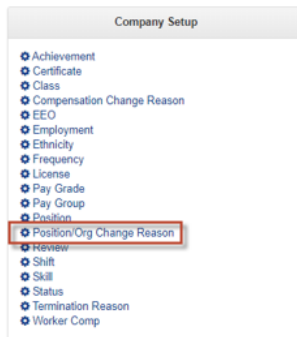 Company Setup
Achievement
Certificate
Class
Compensation Change Reason
EEO
Employment
Ethnicity
Frequency
License
Pay Grade
Pay Group
Position
Position/Org Change Reason
Review
Shift
Skill
Status
Termination Reason
Worker Comp